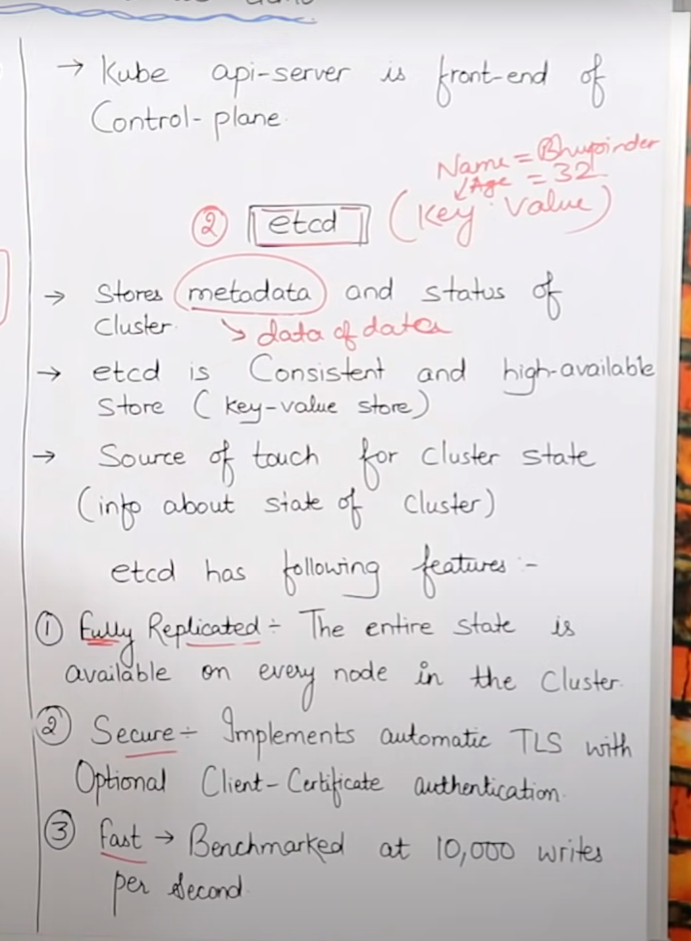 → Kube api-server is front-end of
Control-plane.
Name = Bhupinder
Age = 32
② etcd (Key Value)
→ Stores metadata and status of
Cluster. ↘ data of data
→ etcd is Consistent and high-available
Store (Key-value store)
→ Source of touch for cluster state
(info about state of cluster)
etcd has following features :-
① Fully Replicated ÷ The entire state is
available on every node in the cluster.
② Secure ÷ Implements automatic TLS with
Optional Client-Certificate authentication.
③ Fast → Benchmarked at 10,000 writes
per second.